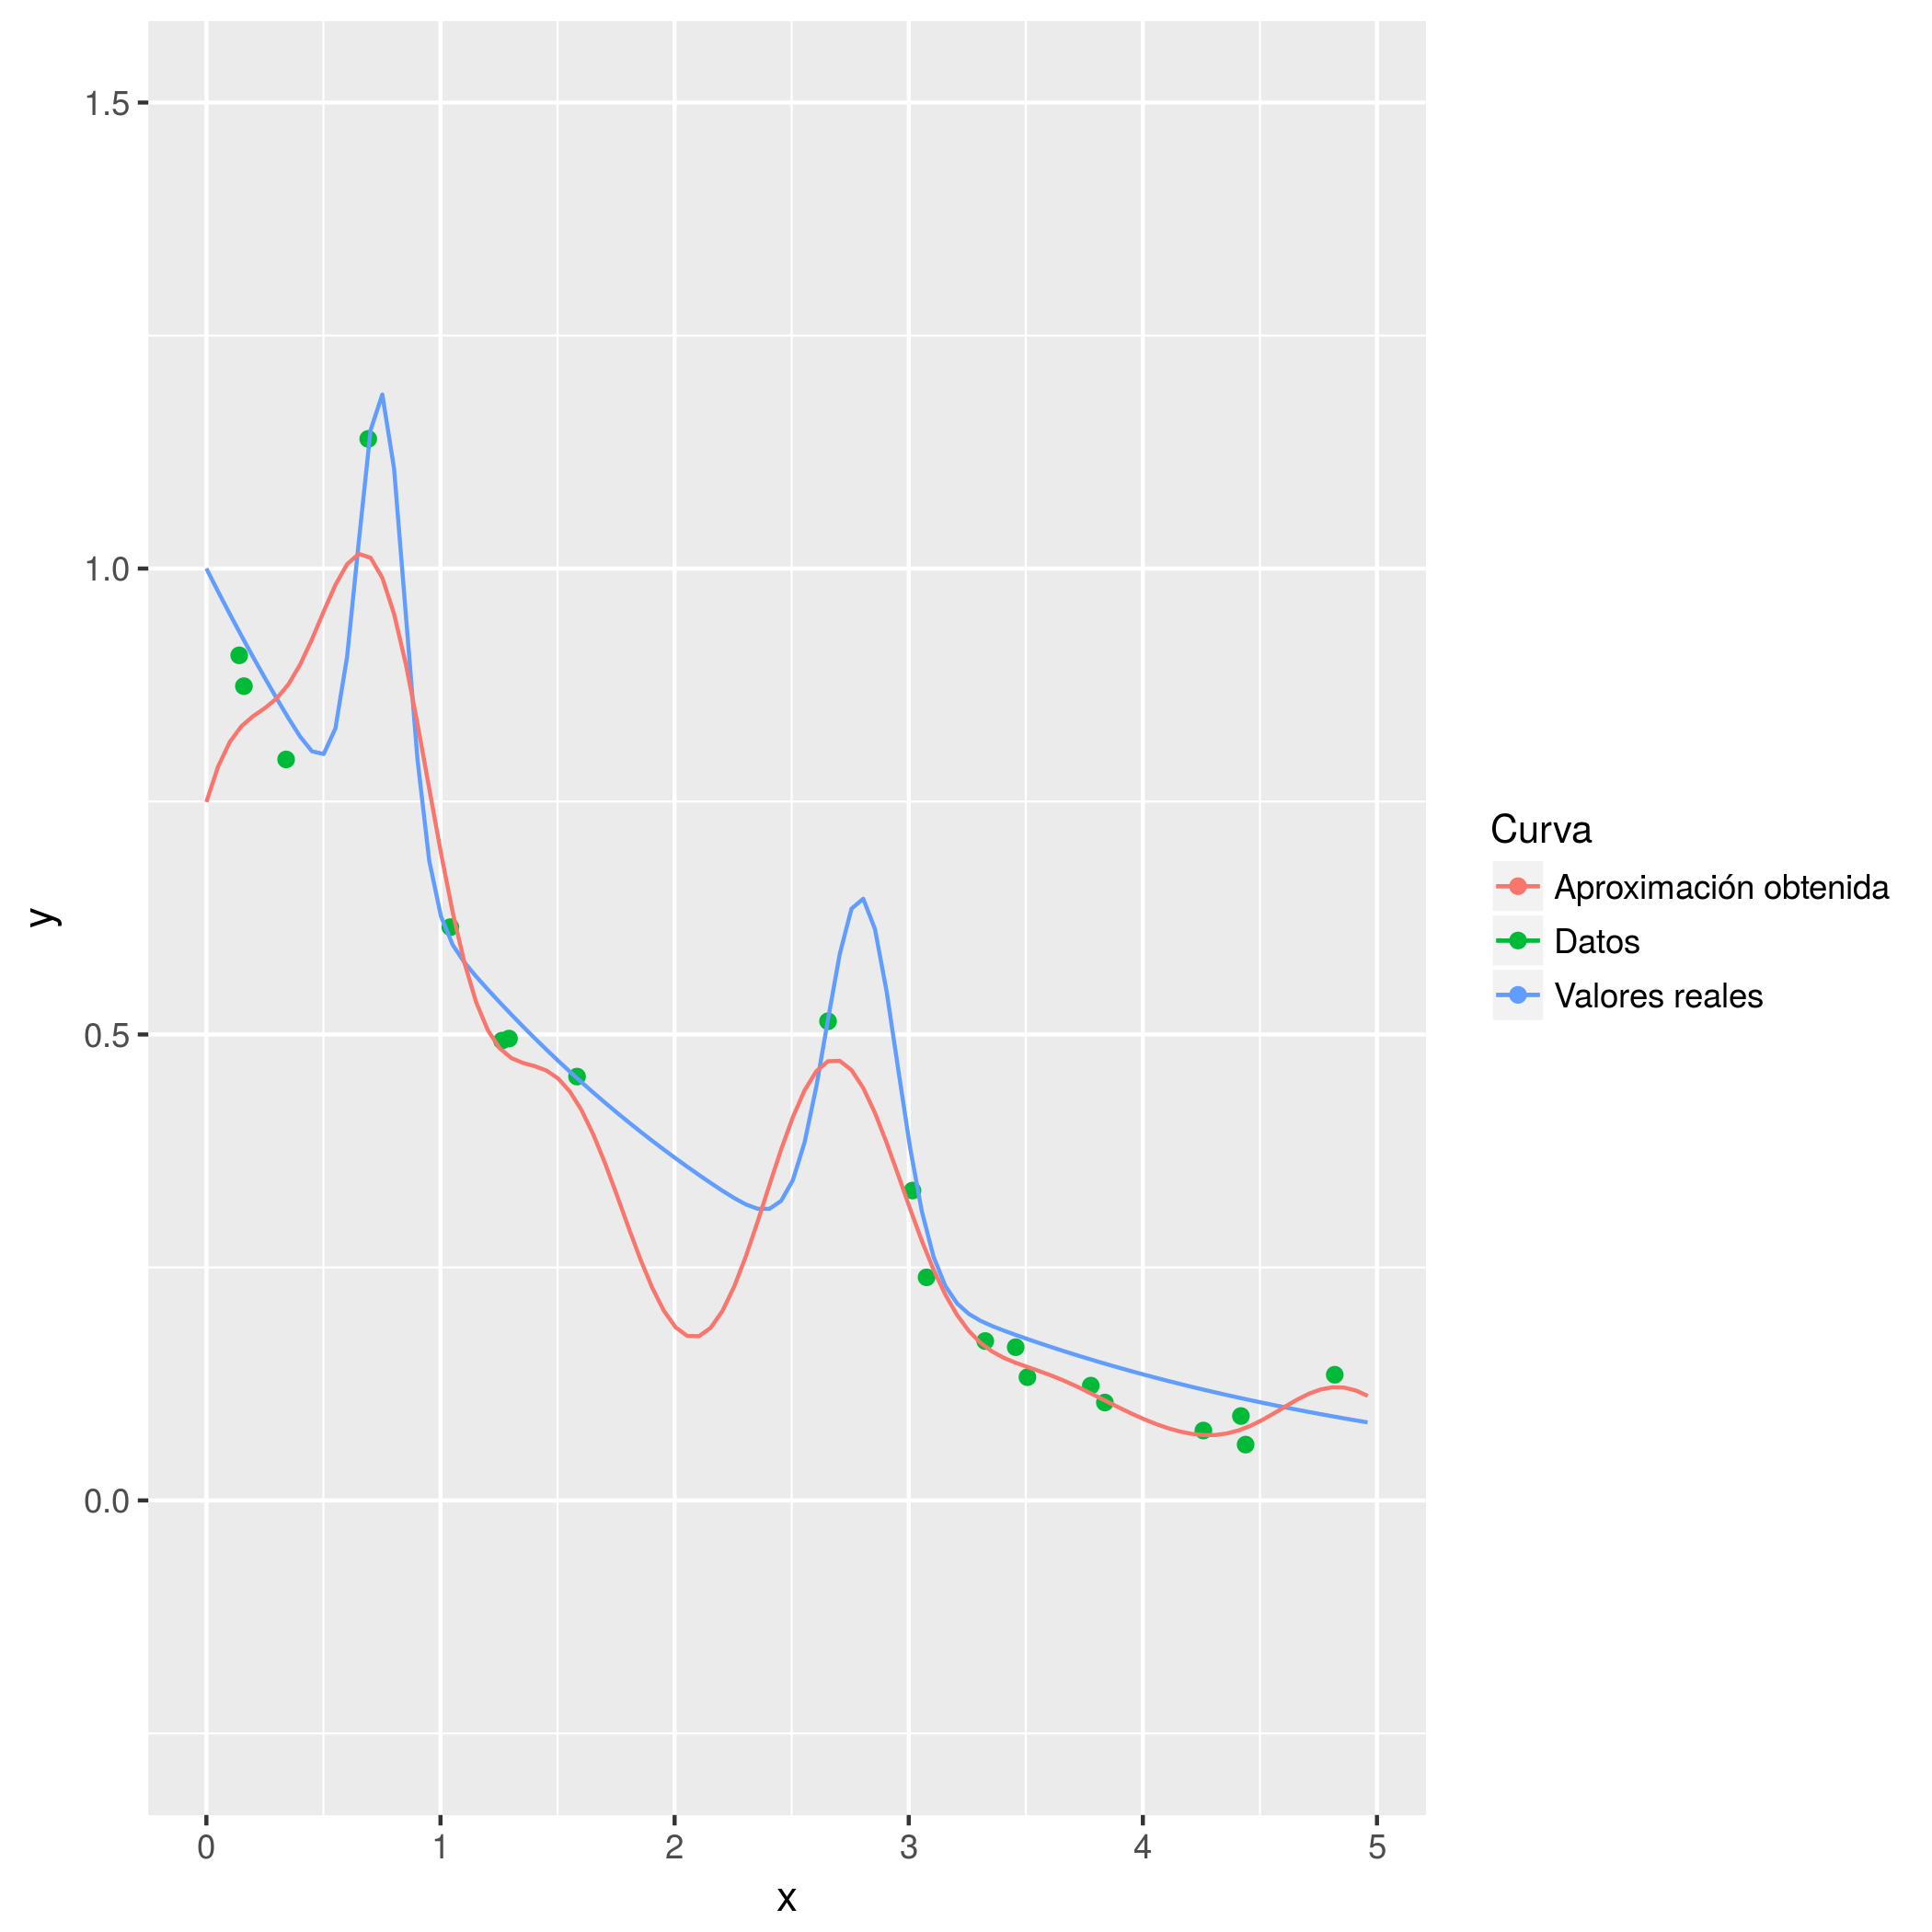 1.5
1.0
0.5
0.0
y
0
1
2
3
4
5
x
Curva
Aproximación obtenida
Datos
Valores reales